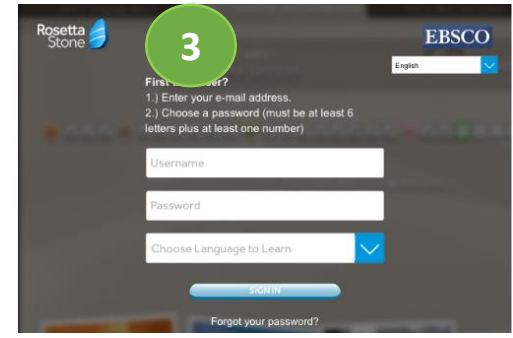 Rosetta
Stone
3
EBSCO
English
First
1.) Enter your e-mail address.
2.) Choose a password (must be at least 6
letters plus at least one number)
Username
Password
Choose Language to Learn
SIGN IN
Forgot your password?